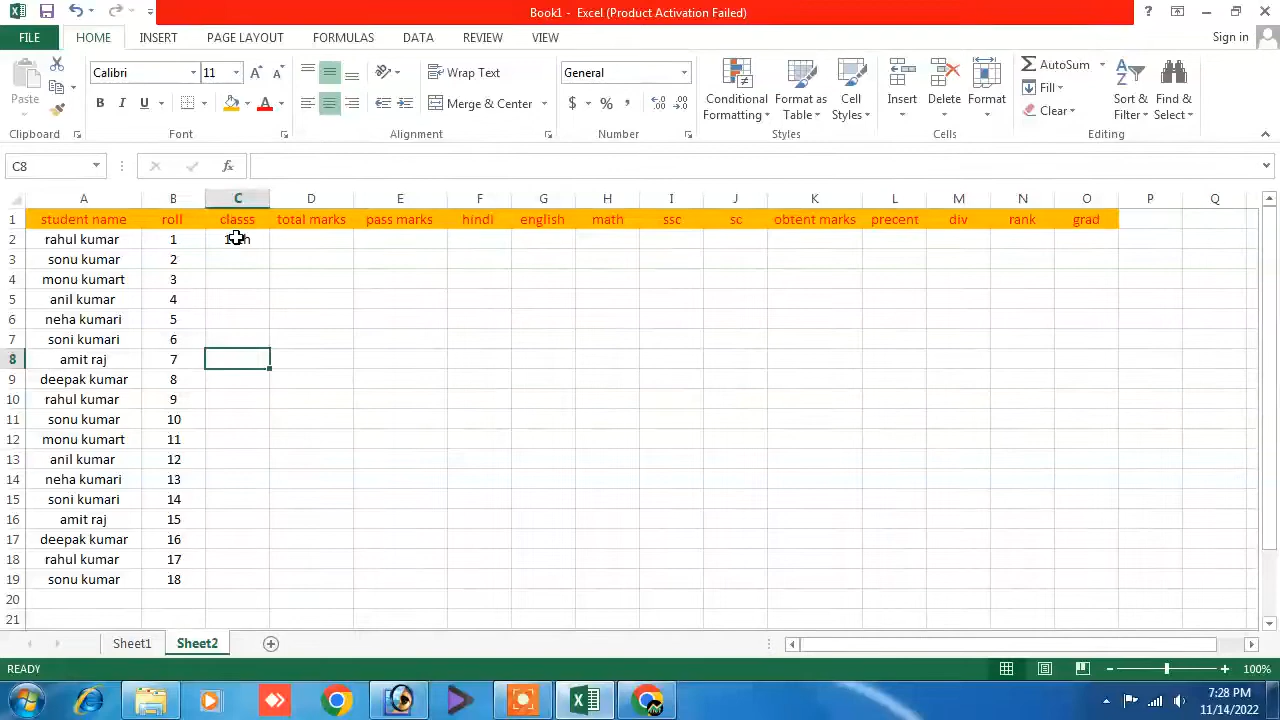 Book1 - Excel (Product Activation Failed)
FILE HOME INSERT PAGE LAYOUT FORMULAS DATA REVIEW VIEW Sign in
Calibri 11 Wrap Text General AutoSum
Paste Conditional Format as Cell Insert Delete Format Fill Sort & Find &
B I U Merge & Center $ % , Formatting Table Styles Clear Filter Select
Clipboard Font Alignment Number Styles Cells Editing
C8 fx
A B C D E F G H I J K L M N O P Q
1 student name roll classs total marks pass marks hindi english math ssc sc obtent marks precent div rank grad
2 rahul kumar 1
3 sonu kumar 2
4 monu kumart 3
5 anil kumar 4
6 neha kumari 5
7 soni kumari 6
8 amit raj 7
9 deepak kumar 8
10 rahul kumar 9
11 sonu kumar 10
12 monu kumart 11
13 anil kumar 12
14 neha kumari 13
15 soni kumari 14
16 amit raj 15
17 deepak kumar 16
18 rahul kumar 17
19 sonu kumar 18
20
21
Sheet1 Sheet2
READY 100%
7:28 PM
11/14/2022